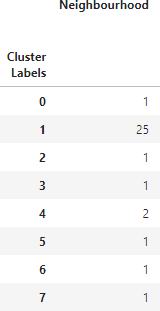 Neighbourhood
Cluster
Labels
0 1
1 25
2 1
3 1
4 2
5 1
6 1
7 1